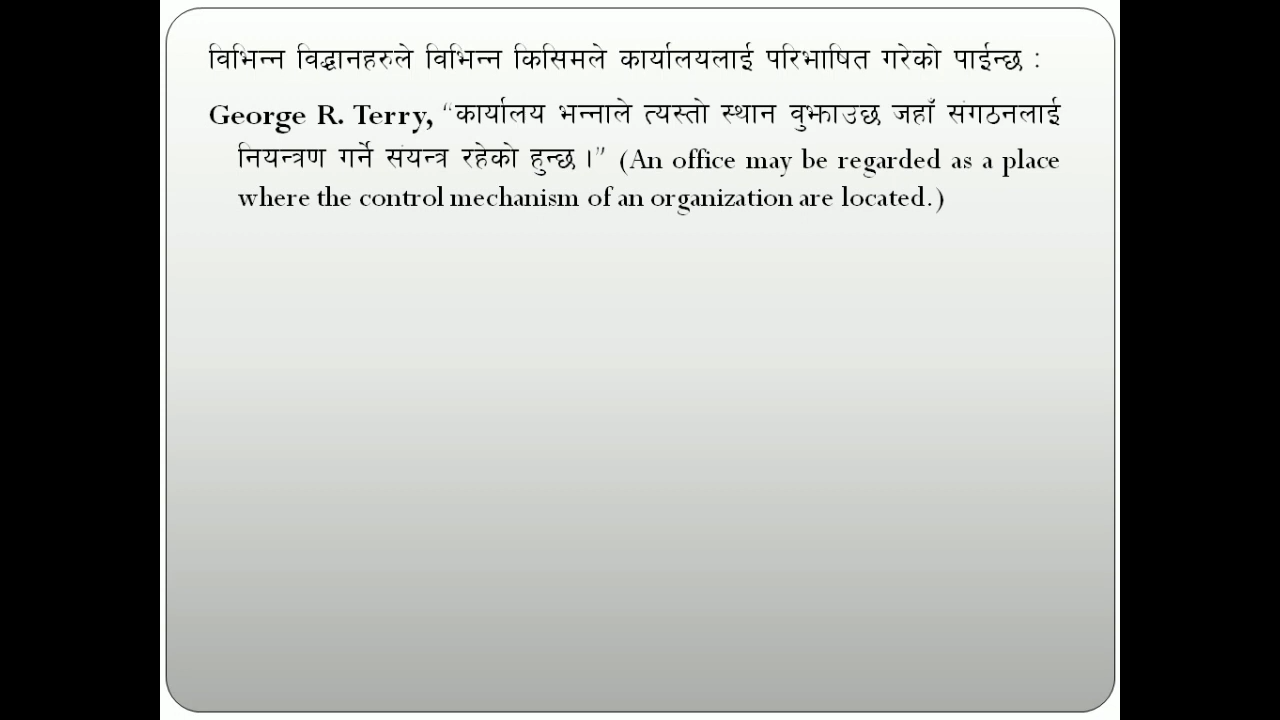 विभिन्न विद्धानहरुले विभिन्न किसिमले कार्यालयलाई परिभाषित गरेको पाईन्छ :
George R. Terry, “कार्यालय भन्नाले त्यस्तो स्थान वुझाउछ जहाँ संगठनलाई
नियन्त्रण गर्ने संयन्त्र रहेको हुन्छ ।” (An office may be regarded as a place
where the control mechanism of an organization are located.)